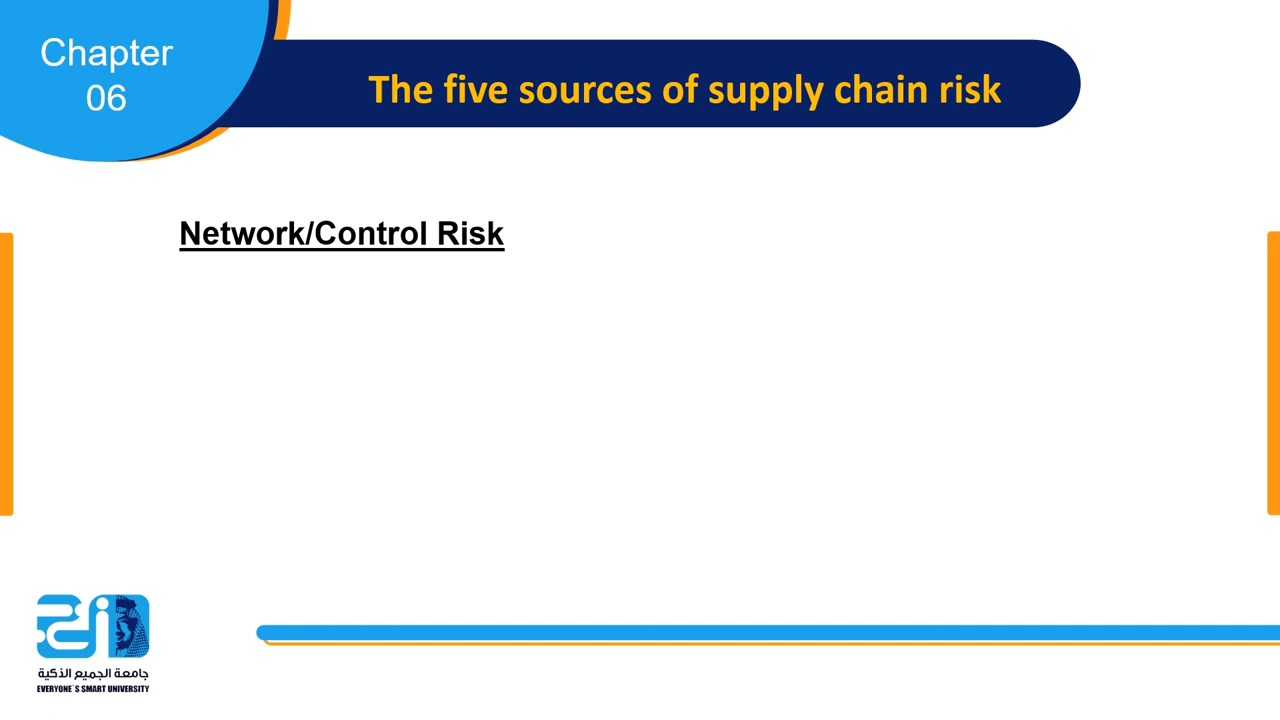 Chapter
06
The five sources of supply chain risk
Network/Control Risk
جامعة الجميع الذكية
EVERYONE`S SMART UNIVERSITY